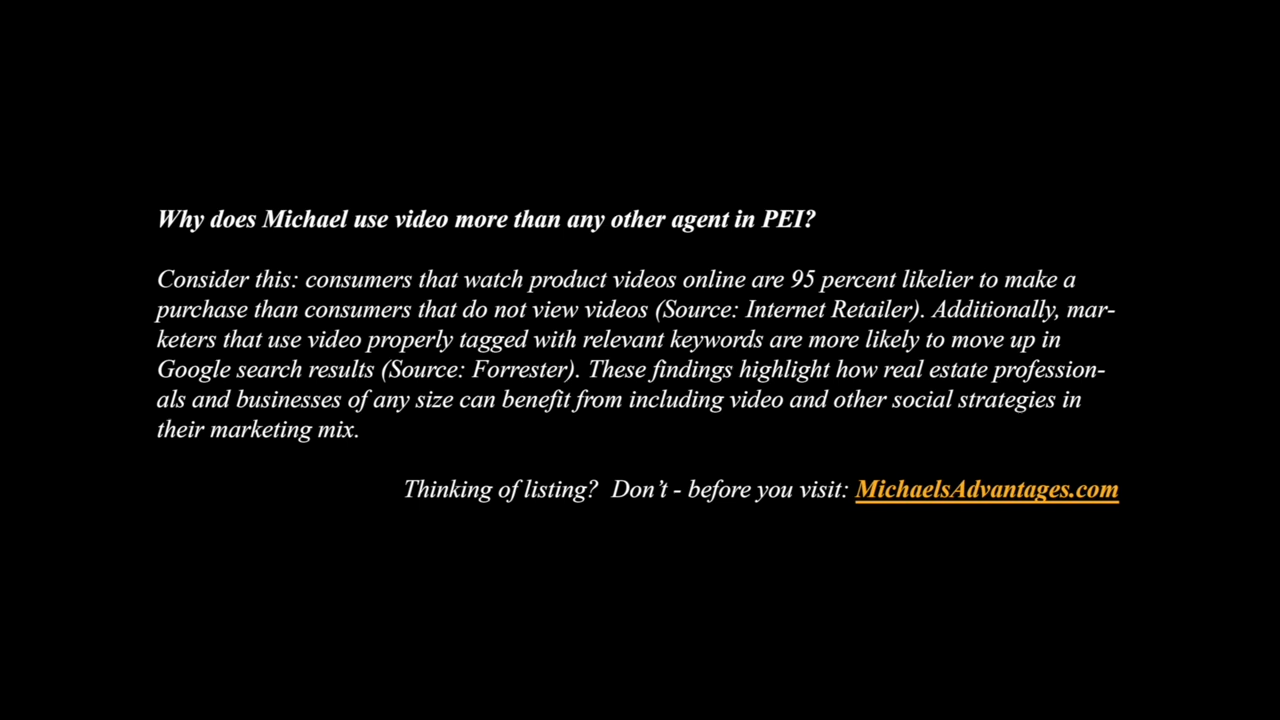 Why does Michael use video more than any other agent in PEI?
Consider this: consumers that watch product videos online are 95 percent likelier to make a
purchase than consumers that do not view videos (Source: Internet Retailer). Additionally, mar-
keters that use video properly tagged with relevant keywords are more likely to move up in
Google search results (Source: Forrester). These findings highlight how real estate profession-
als and businesses of any size can benefit from including video and other social strategies in
their marketing mix.
Thinking of listing?  Don’t - before you visit: MichaelsAdvantages.com